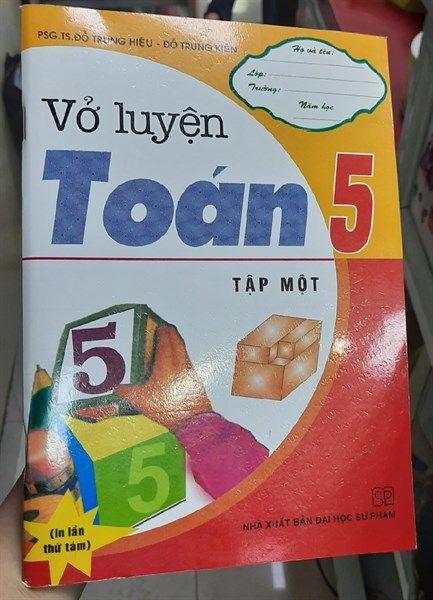 PSG.TS.ĐỖ TRUNG HIỆU - ĐỖ TRUNG KIÊN
Họ và tên:
Lớp:
Trường:
Năm học
Vở luyện
Toán 5
TẬP MỘT
5
5
(In lần
thứ tám)
SP
NHÀ XUẤT BẢN ĐẠI HỌC SƯ PHẠM